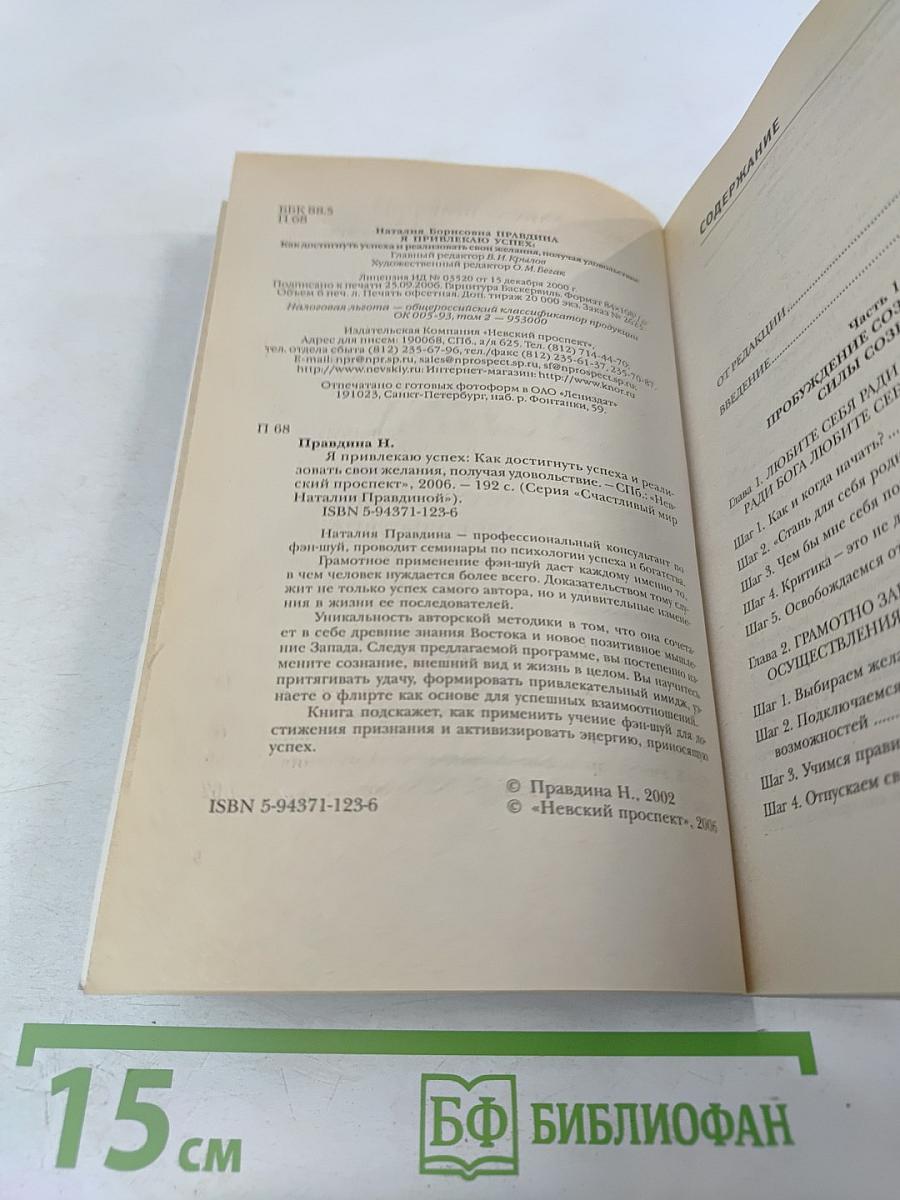 ББК 88.5
П 68
Наталия Борисовна ПРАВДИНА
Я ПРИВЛЕКАЮ УСПЕХ:
Как достигнуть успеха и реализовать свои желания, получая удовольствие
Главный редактор В. И. Крылов
Художественный редактор О. М. Бегак
Лицензия ИД № 03520 от 15 декабря 2000 г.
Подписано к печати 25.09.2006. Гарнитура Баскервиль. Формат 84×108
Объем 6 печ. л. Печать офсетная. Доп. тираж 20 000 экз. Заказ №
Налоговая льгота — общероссийский классификатор продукции
ОК 005-93, том 2 — 953000
Издательская Компания «Невский проспект»,
Адрес для писем: 190068, СПб., а/я 625. Тел. (812) 714-44-70;
тел. отдела сбыта (812) 235-67-96, тел./факс (812) 235-61-37, 235-70-87.
E-mail: npr@npr.sp.ru, sales@nprospect.sp.ru, sf@nprospect.sp.ru;
http://www.nevskiy.ru; Интернет-магазин: http://www.knor.ru
Отпечатано с готовых фотоформ в ОАО «Лениздат»
191023, Санкт-Петербург, наб. р. Фонтанки, 59.
П 68
Правдина Н.
Я привлекаю успех: Как достигнуть успеха и реали-
зовать свои желания, получая удовольствие. — СПб.: «Нев-
ский проспект», 2006. — 192 с. (Серия «Счастливый мир
Наталии Правдиной»).
ISBN 5-94371-123-6
Наталия Правдина — профессиональный консультант по
фэн-шуй, проводит семинары по психологии успеха и богатства.
Грамотное применение фэн-шуй дает каждому именно то,
в чем человек нуждается более всего. Доказательством тому слу-
жит не только успех самого автора, но и удивительные измене-
ния в жизни ее последователей.
Уникальность авторской методики в том, что она сочета-
ет в себе древние знания Востока и новое позитивное мышле-
ние Запада. Следуя предлагаемой программе, вы постепенно из-
мените сознание, внешний вид и жизнь в целом. Вы научитесь
притягивать удачу, формировать привлекательный имидж, уз-
наете о флирте как основе для успешных взаимоотношений.
Книга подскажет, как применить учение фэн-шуй для до-
стижения признания и активизировать энергию, приносящую
успех.
ISBN 5-94371-123-6
© Правдина Н., 2002
© «Невский проспект», 2006
СОДЕРЖАНИЕ
ОТ РЕДАКЦИИ
ВВЕДЕНИЕ
Часть 1
ПРОБУЖДЕНИЕ СОЗ
СИЛЫ СОЗИ
Глава 1. ЛЮБИТЕ СЕБЯ РАДИ
РАДИ БОГА ЛЮБИТЕ СЕБ
Шаг 1. Как и когда начать? ...
Шаг 2. «Стань для себя роди
Шаг 3. Чем бы мне себя по
Шаг 4. Критика — это не д
Шаг 5. Освобождаемся от
Глава 2. ГРАМОТНО ЗА
ОСУЩЕСТВЛЕНИЯ
Шаг 1. Выбираем жела
Шаг 2. Подключаемся
возможностей ......
Шаг 3. Учимся прави
Шаг 4. Отпускаем св
15 см
БФ БИБЛИОФАН